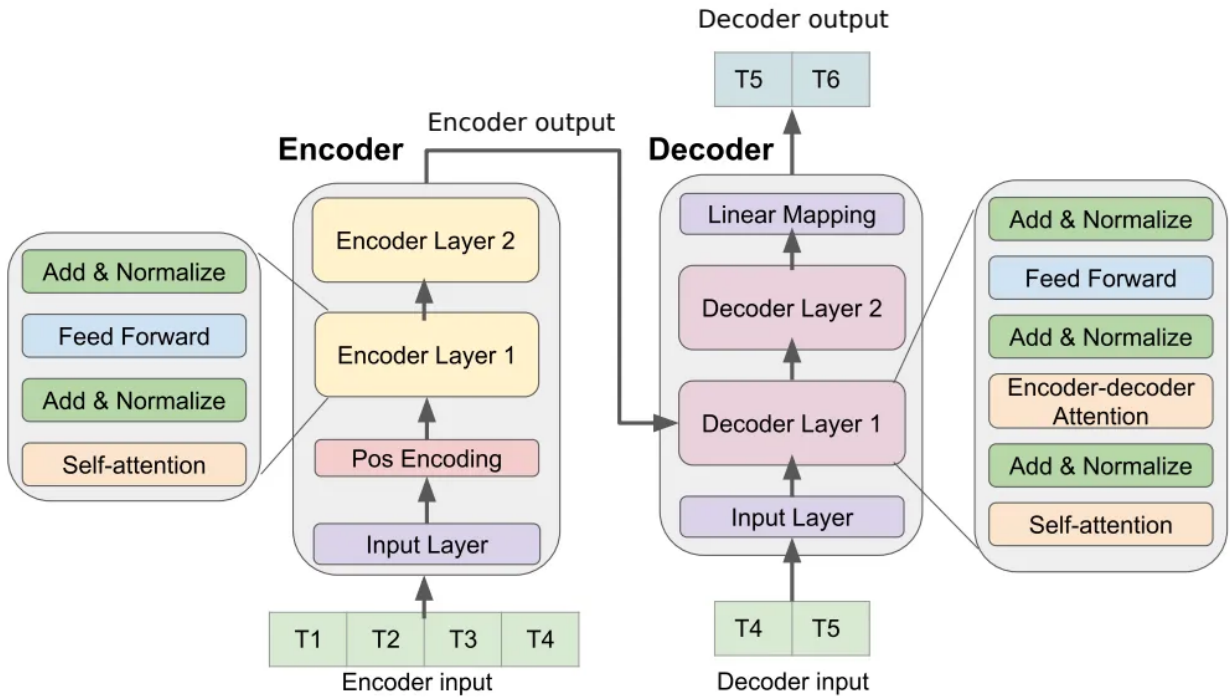 Decoder output
T5 T6
Encoder output
Encoder
Decoder
Encoder Layer 2
Encoder Layer 1
Pos Encoding
Input Layer
Add & Normalize
Feed Forward
Add & Normalize
Self-attention
T1 T2 T3 T4
Encoder input
Linear Mapping
Decoder Layer 2
Decoder Layer 1
Input Layer
T4 T5
Decoder input
Add & Normalize
Feed Forward
Add & Normalize
Encoder-decoder
Attention
Add & Normalize
Self-attention